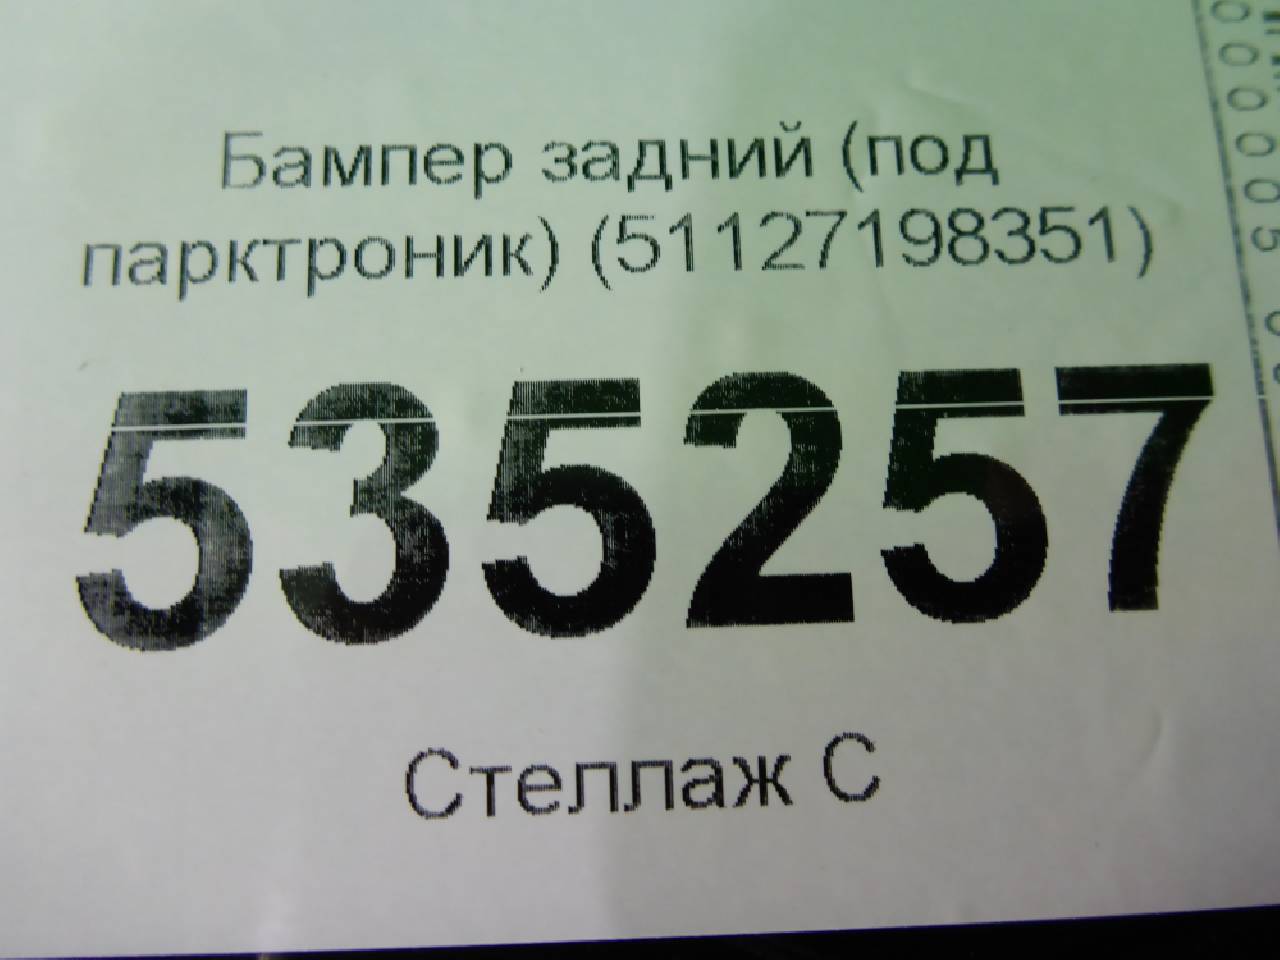 Бампер задний (под
парктроник) (51127198351)
535257
Стеллаж С